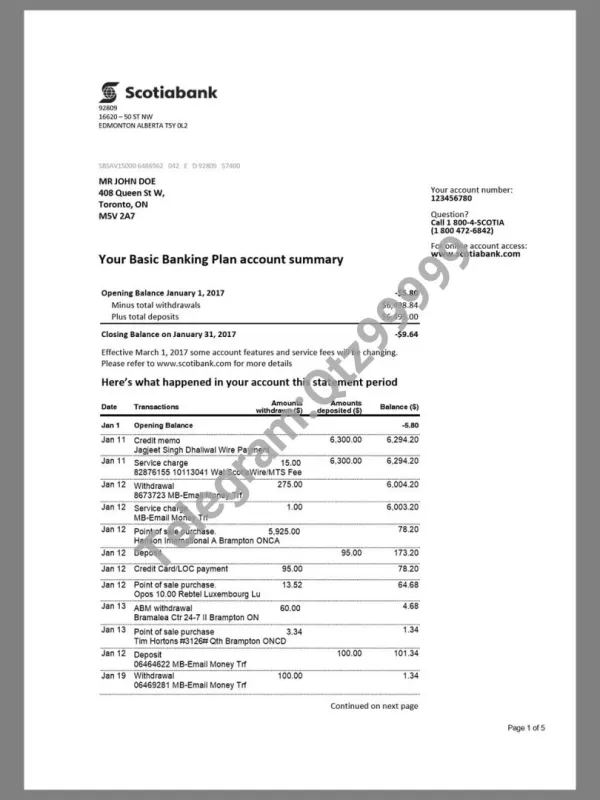 Scotiabank
92809
16620 – 50 ST NW
EDMONTON ALBERTA T5Y 0L2
042 E D 92809 57400
MR JOHN DOE
408 Queen St W,
Toronto, ON
M5V 2A7
Your account number:
123456780
Question?
Call 1 800-4-SCOTIA
(1 800 472-6842)
For online account access:
www.scotiabank.com
Your Basic Banking Plan account summary
Opening Balance January 1, 2017 -$5.80
Minus total withdrawals
Plus total deposits
Closing Balance on January 31, 2017 -$9.64
Effective March 1, 2017 some account features and service fees will be changing.
Please refer to www.scotiabank.com for more details
Here's what happened in your account this statement period
Date Transactions Amounts withdrawn ($) Amounts deposited ($) Balance ($)
Jan 1 Opening Balance -5.80
Jan 11 Credit memo 6,300.00 6,294.20
Jagjeet Singh Dhaliwal Wire Payment
Jan 11 Service charge 15.00 6,300.00 6,294.20
82876155 10113041 ScotiaWire/MTS Fee
Jan 12 Withdrawal 275.00 6,004.20
8673723 MB-Email Money Trf
Jan 12 Service charge 1.00 6,003.20
MB-Email Money Trf
Jan 12 Point of sale purchase. 5,925.00 78.20
International A Brampton ONCA
Jan 12 Deposit 95.00 173.20
Jan 12 Credit Card/LOC payment 95.00 78.20
Jan 12 Point of sale purchase. 13.52 64.68
Opos 10.00 Rebtel Luxembourg Lu
Jan 13 ABM withdrawal 60.00 4.68
Bramalea Ctr 24-7 II Brampton ON
Jan 13 Point of sale purchase 3.34 1.34
Tim Hortons #3126# Qth Brampton ONCD
Jan 12 Deposit 100.00 101.34
06464622 MB-Email Money Trf
Jan 19 Withdrawal 100.00 1.34
06469281 MB-Email Money Trf
Continued on next page
Page 1 of 5
Telegram:Qtz99999